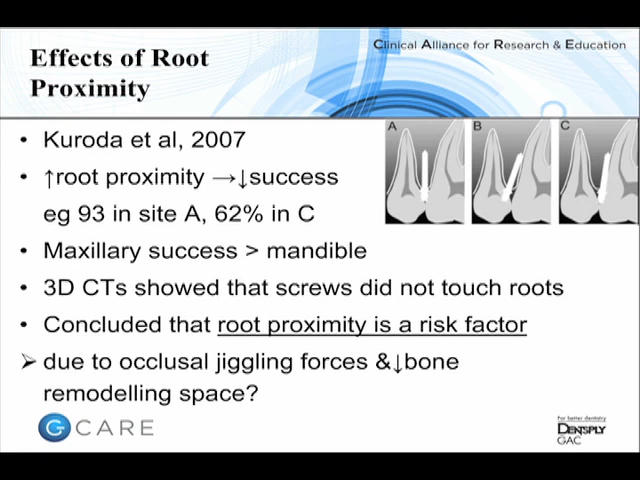 Clinical Alliance for Research & Education
Effects of Root
Proximity
• Kuroda et al, 2007
• ↑root proximity →↓success
eg 93 in site A, 62% in C
• Maxillary success > mandible
• 3D CTs showed that screws did not touch roots
• Concluded that root proximity is a risk factor
➢ due to occlusal jiggling forces &↓bone
remodelling space?
A B C
G CARE
For better dentistry
DENTSPLY
GAC